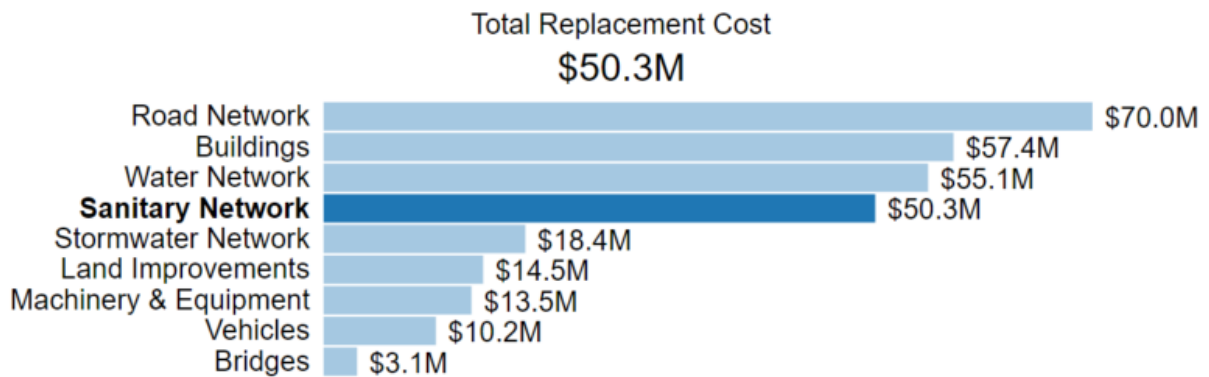 Total Replacement Cost
$50.3M
Road Network $70.0M
Buildings $57.4M
Water Network $55.1M
Sanitary Network $50.3M
Stormwater Network $18.4M
Land Improvements $14.5M
Machinery & Equipment $13.5M
Vehicles $10.2M
Bridges $3.1M